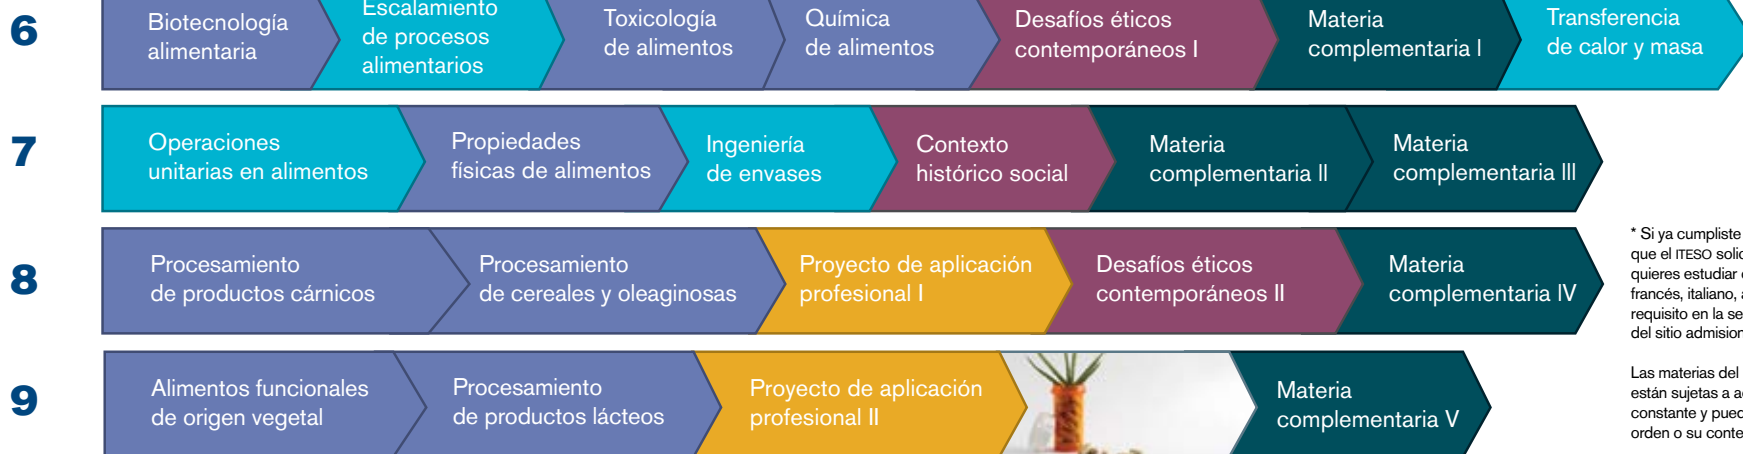 6
Biotecnología
alimentaria
Escalamiento
de procesos
alimentarios
Toxicología
de alimentos
Química
de alimentos
Desafíos éticos
contemporáneos I
Materia
complementaria I
Transferencia
de calor y masa
7
Operaciones
unitarias en alimentos
Propiedades
físicas de alimentos
Ingeniería
de envases
Contexto
histórico social
Materia
complementaria II
Materia
complementaria III
8
Procesamiento
de productos cárnicos
Procesamiento
de cereales y oleaginosas
Proyecto de aplicación
profesional I
Desafíos éticos
contemporáneos II
Materia
complementaria IV
9
Alimentos funcionales
de origen vegetal
Procesamiento
de productos lácteos
Proyecto de aplicación
profesional II
Materia
complementaria V
* Si ya cumpliste
que el ITESO
quieres estudiar
francés, italiano,
requisito en la
del sitio
Las materias del
están sujetas a
constante y
orden o su